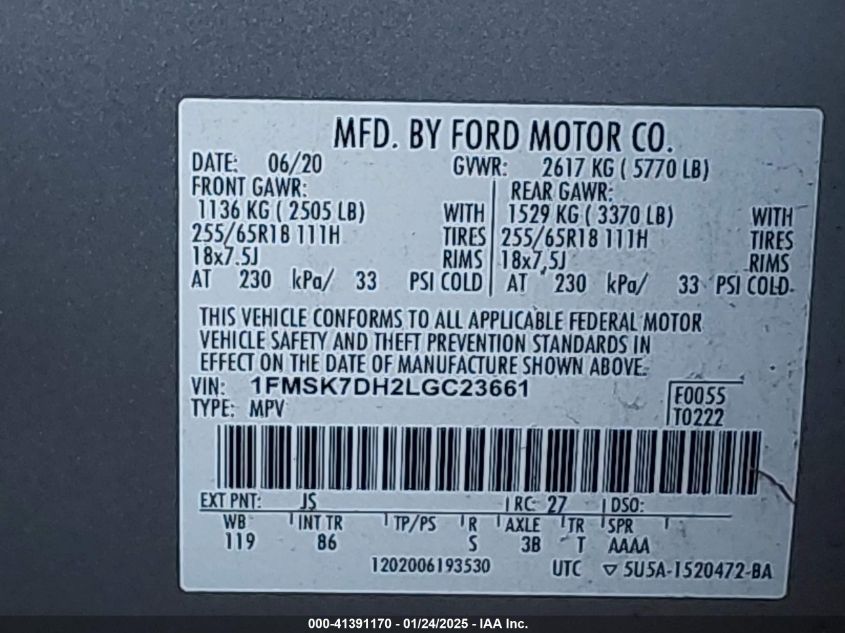 MFD. BY FORD MOTOR CO.
DATE: 06/20 GVWR: 2617 KG ( 5770 LB)
FRONT GAWR: REAR GAWR:
1136 KG ( 2505 LB) WITH 1529 KG ( 3370 LB) WITH
255/65R18 111H TIRES 255/65R18 111H TIRES
18x7.5J RIMS 18x7.5J RIMS
AT 230 kPa/ 33 PSI COLD AT 230 kPa/ 33 PSI COLD
THIS VEHICLE CONFORMS TO ALL APPLICABLE FEDERAL MOTOR
VEHICLE SAFETY AND THEFT PREVENTION STANDARDS IN
EFFECT ON THE DATE OF MANUFACTURE SHOWN ABOVE.
VIN: 1FMSK7DH2LGC23661
TYPE: MPV
F0055
T0222
EXT PNT: JS RC: 27 DSO:
WB INT TR TP/PS R AXLE TR SPR
119 86 S 3B T AAAA
1202006193530 UTC ▽ 5U5A-1520472-BA
000-41391170 - 01/24/2025 - IAA Inc.